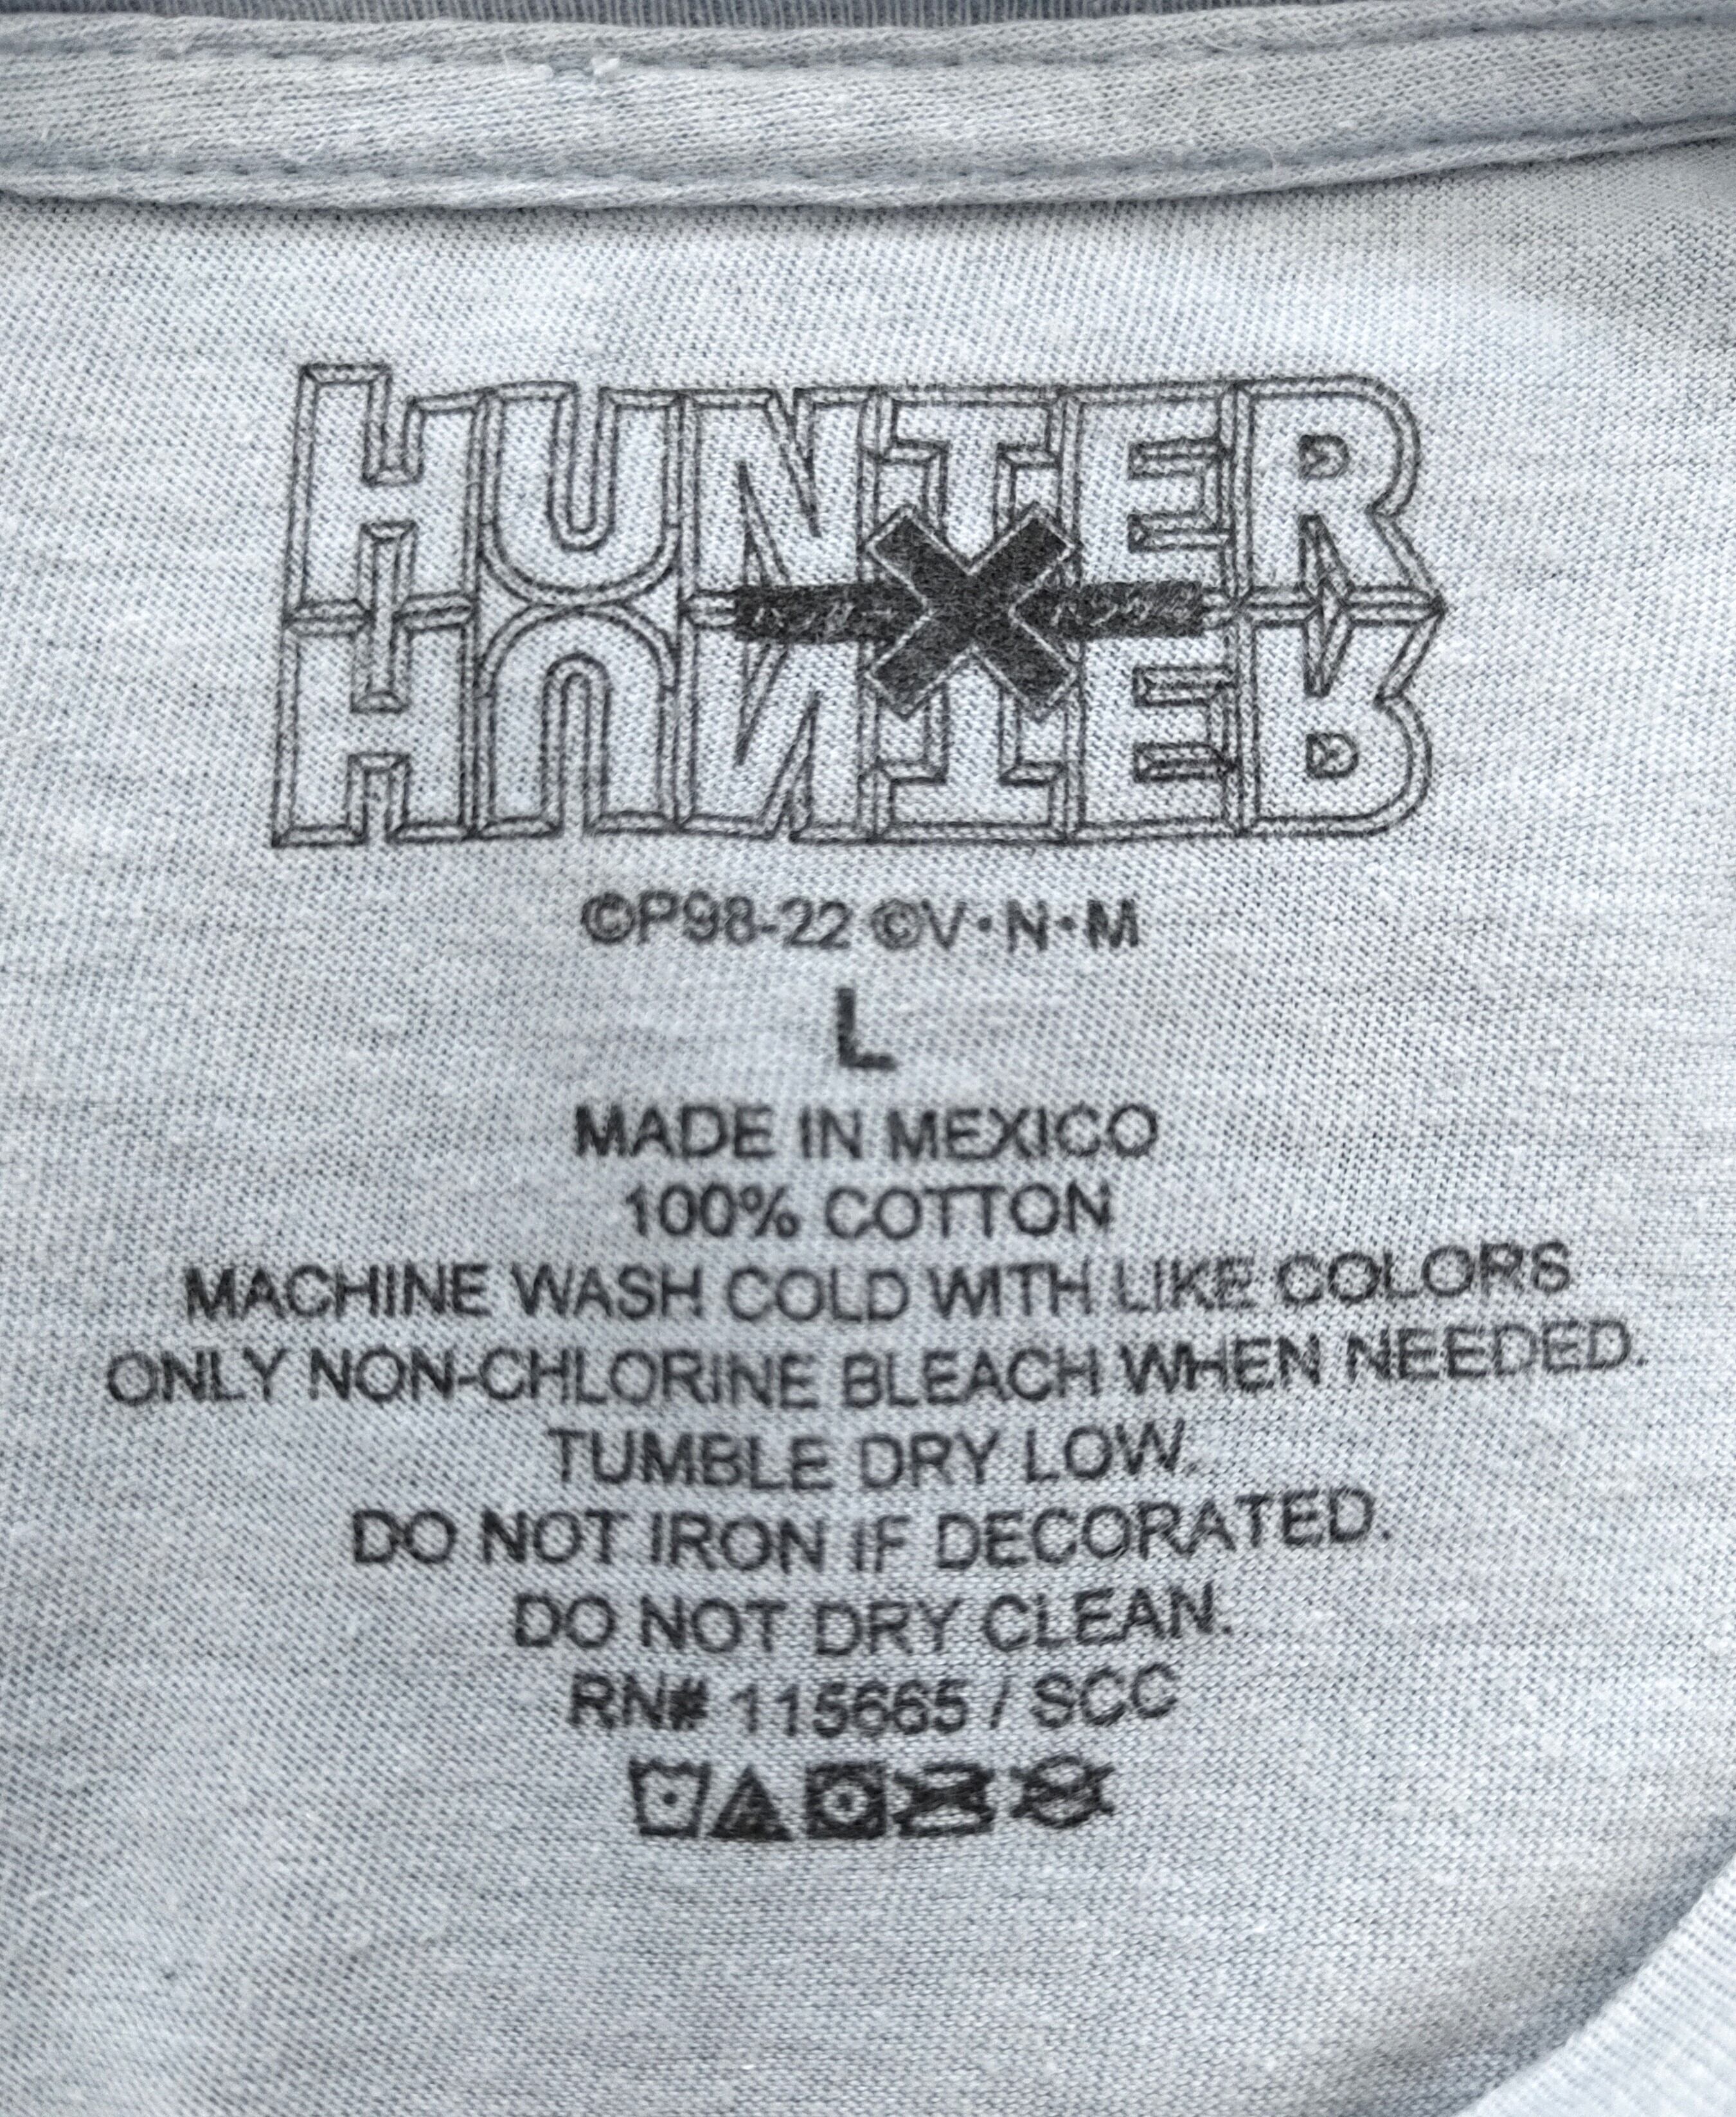 HUNTER
X
HUNTER
©P98-22 ©V·N·M
L
MADE IN MEXICO
100% COTTON
MACHINE WASH COLD WITH LIKE COLORS
ONLY NON-CHLORINE BLEACH WHEN NEEDED.
TUMBLE DRY LOW.
DO NOT IRON IF DECORATED.
DO NOT DRY CLEAN.
RN# 115665 / SCC